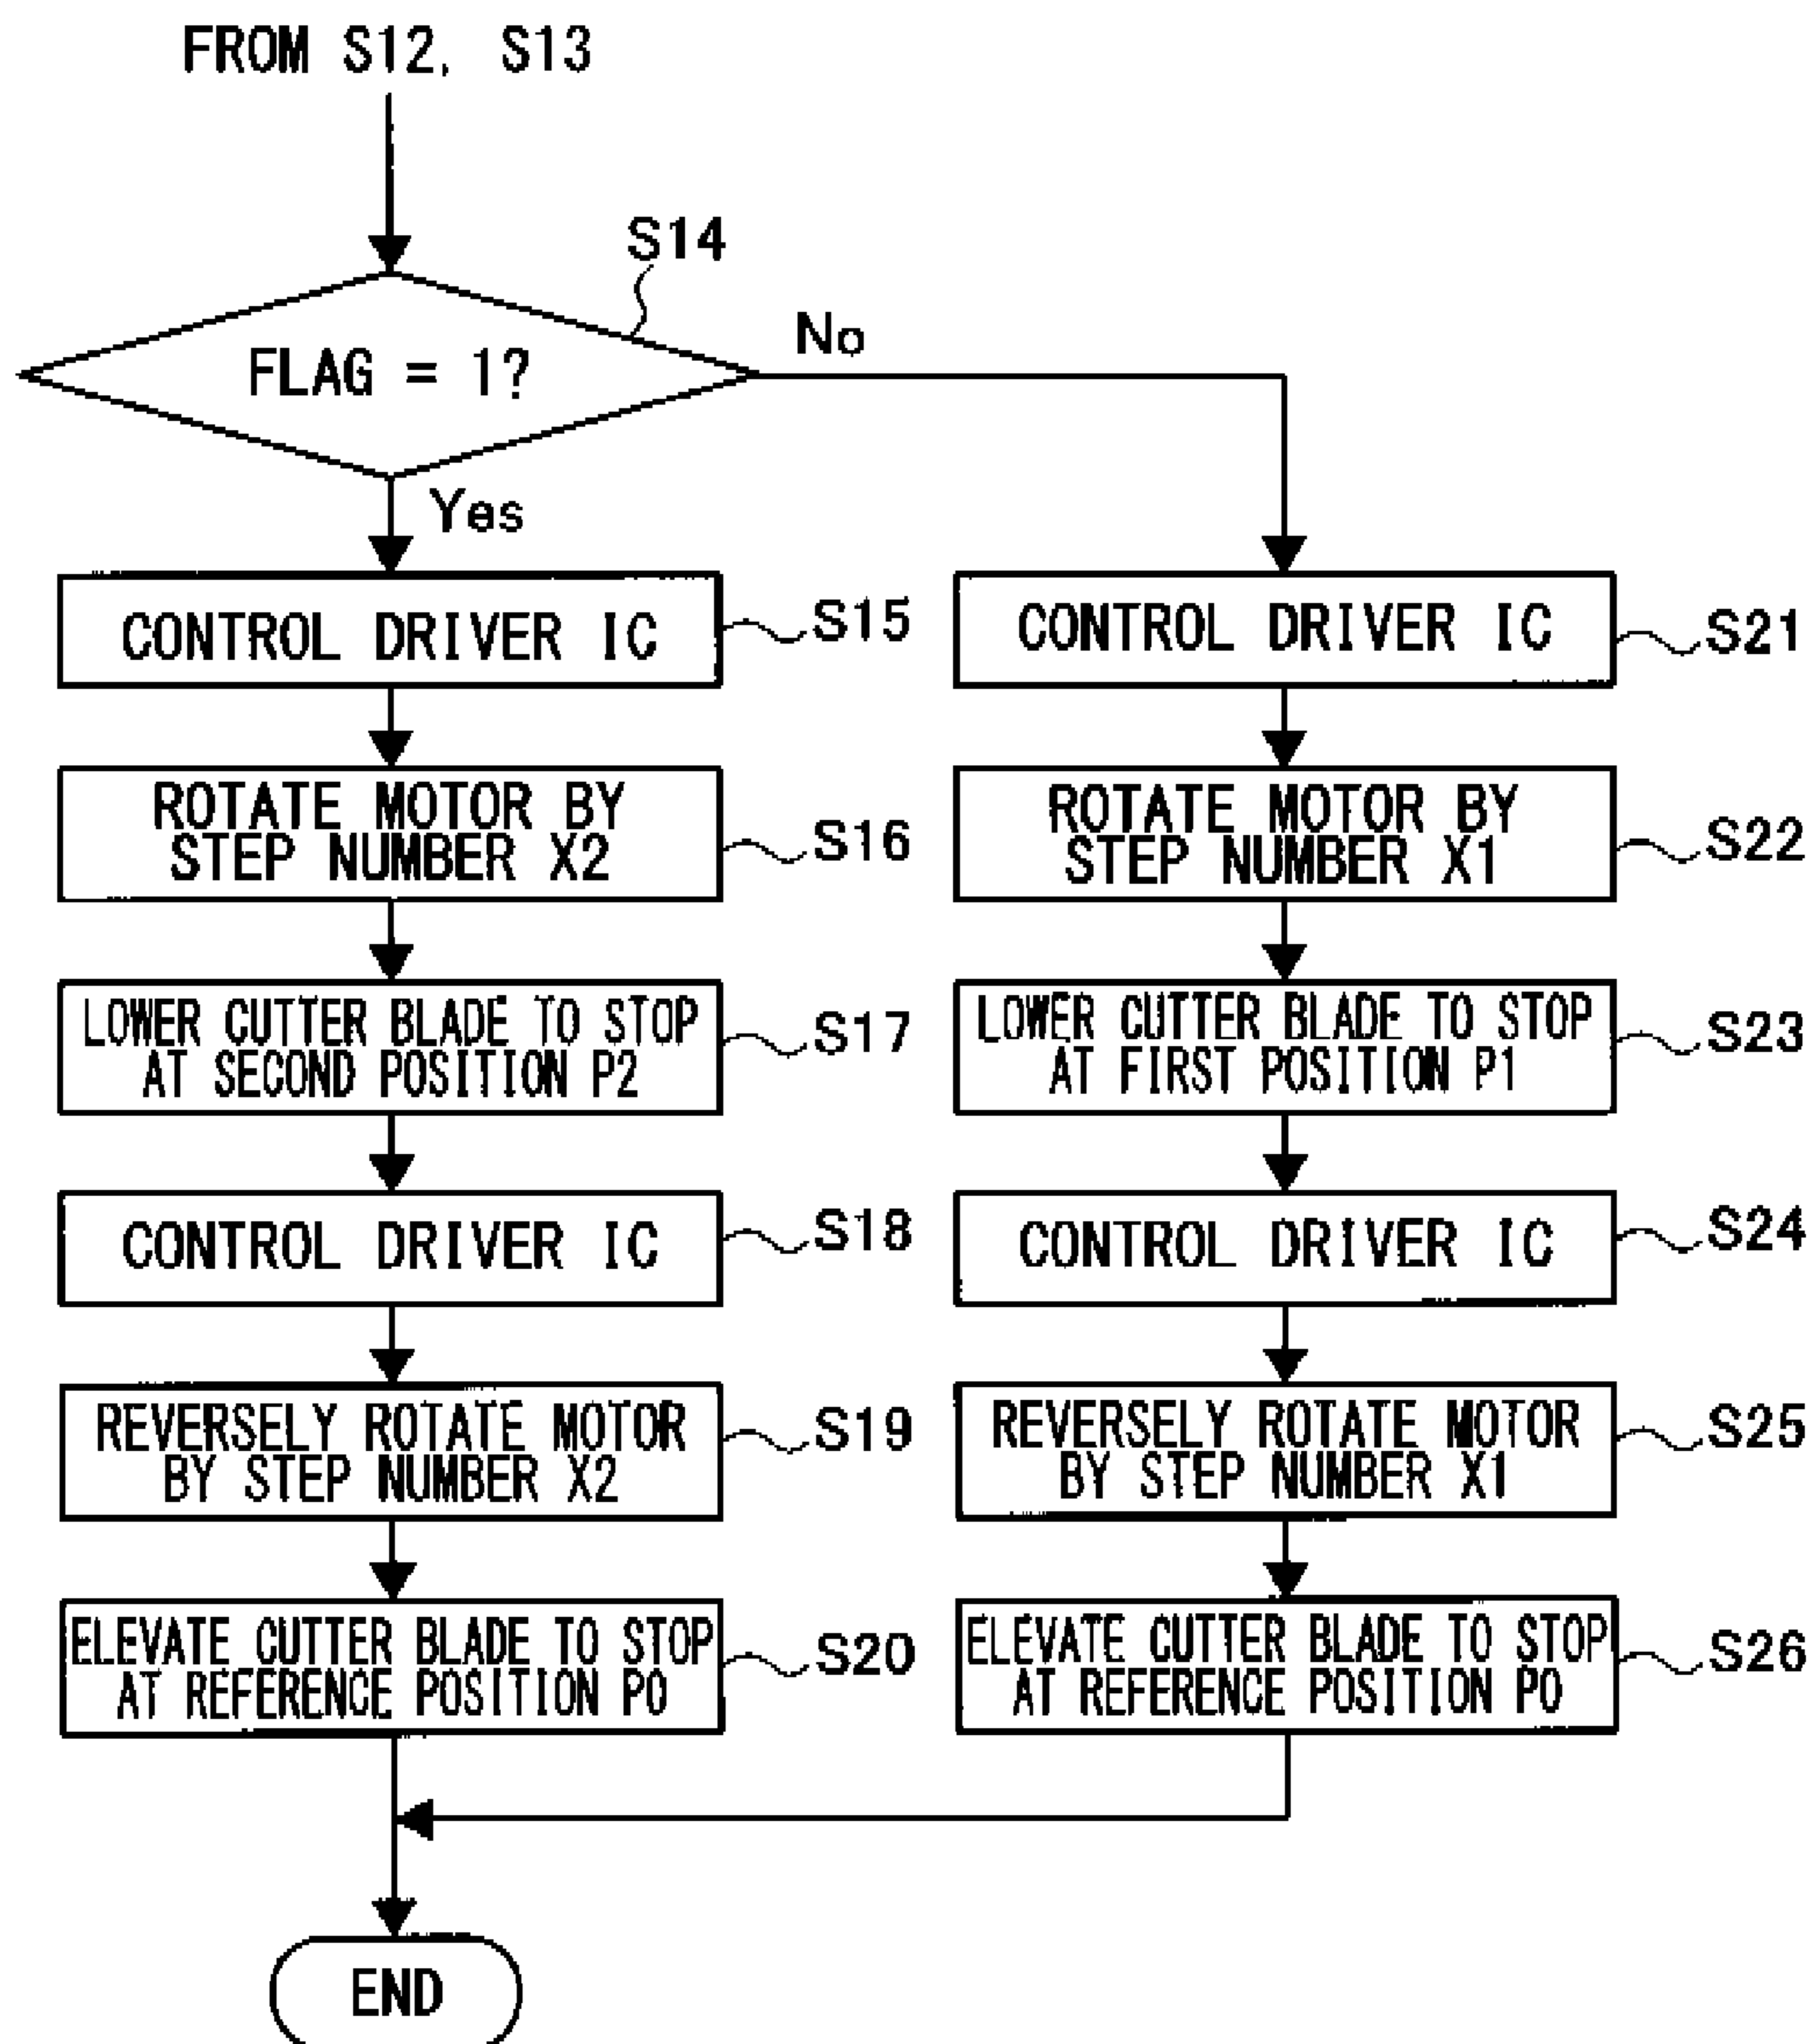 FROM S12, S13
S14
FLAG = 1?
No
Yes
CONTROL DRIVER IC
S15
ROTATE MOTOR BY
STEP NUMBER X2
S16
LOWER CUTTER BLADE TO STOP
AT SECOND POSITION P2
S17
CONTROL DRIVER IC
S18
REVERSELY ROTATE MOTOR
BY STEP NUMBER X2
S19
ELEVATE CUTTER BLADE TO STOP
AT REFERENCE POSITION P0
S20
CONTROL DRIVER IC
S21
ROTATE MOTOR BY
STEP NUMBER X1
S22
LOWER CUTTER BLADE TO STOP
AT FIRST POSITION P1
S23
CONTROL DRIVER IC
S24
REVERSELY ROTATE MOTOR
BY STEP NUMBER X1
S25
ELEVATE CUTTER BLADE TO STOP
AT REFERENCE POSITION P0
S26
END